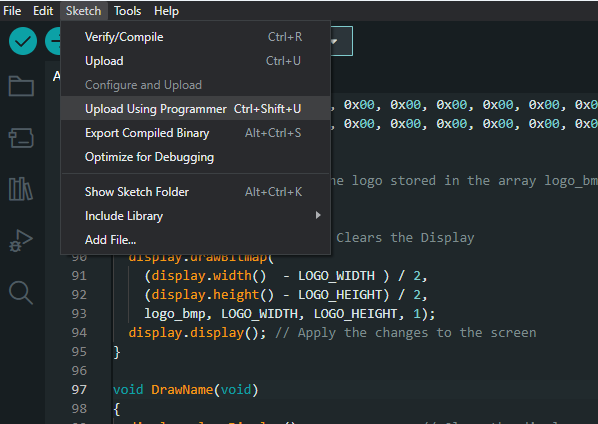 File Edit Sketch Tools Help
Verify/Compile Ctrl+R
Upload Ctrl+U
Configure and Upload
Upload Using Programmer Ctrl+Shift+U
Export Compiled Binary Alt+Ctrl+S
Optimize for Debugging
Show Sketch Folder Alt+Ctrl+K
Include Library
Add File...
A
, 0x00, 0x00, 0x00, 0x00, 0x00, 0x00,
, 0x00, 0x00, 0x00, 0x00, 0x00, 0x00,
logo stored in the array logo_bm
Clears the Display
90 display.drawBitmap(
91 (display.width() - LOGO_WIDTH ) / 2,
92 (display.height() - LOGO_HEIGHT) / 2,
93 logo_bmp, LOGO_WIDTH, LOGO_HEIGHT, 1);
94 display.display(); // Apply the changes to the screen
95 }
96
97 void DrawName(void)
98 {